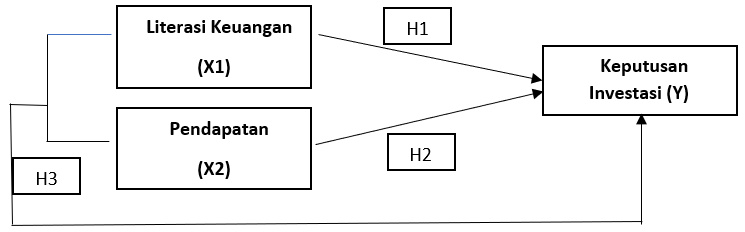 Literasi Keuangan
(X1)
H1
Keputusan
Investasi (Y)
Pendapatan
(X2)
H2
H3